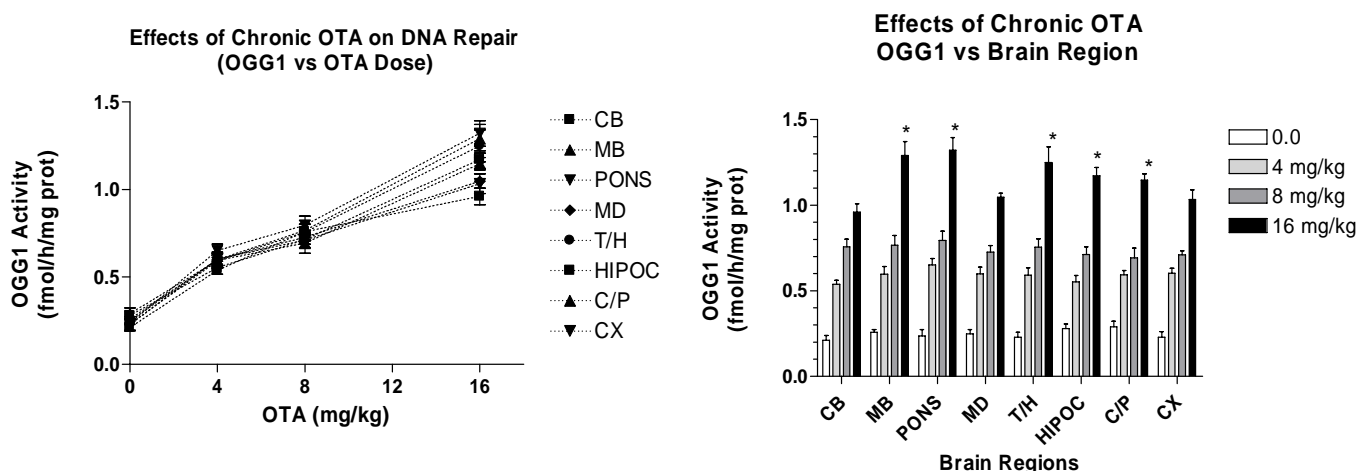 Effects of Chronic OTA on DNA Repair
(OGG1 vs OTA Dose)
OGG1 Activity
(fmol/h/mg prot)
1.5
1.0
0.5
0.0
0 4 8 12 16
OTA (mg/kg)
CB
MB
PONS
MD
T/H
HIPOC
C/P
CX
Effects of Chronic OTA
OGG1 vs Brain Region
OGG1 Activity
(fmol/h/mg prot)
1.5
1.0
0.5
0.0
* * * * *
CB MB PONS MD T/H HIPOC C/P CX
Brain Regions
0.0
4 mg/kg
8 mg/kg
16 mg/kg